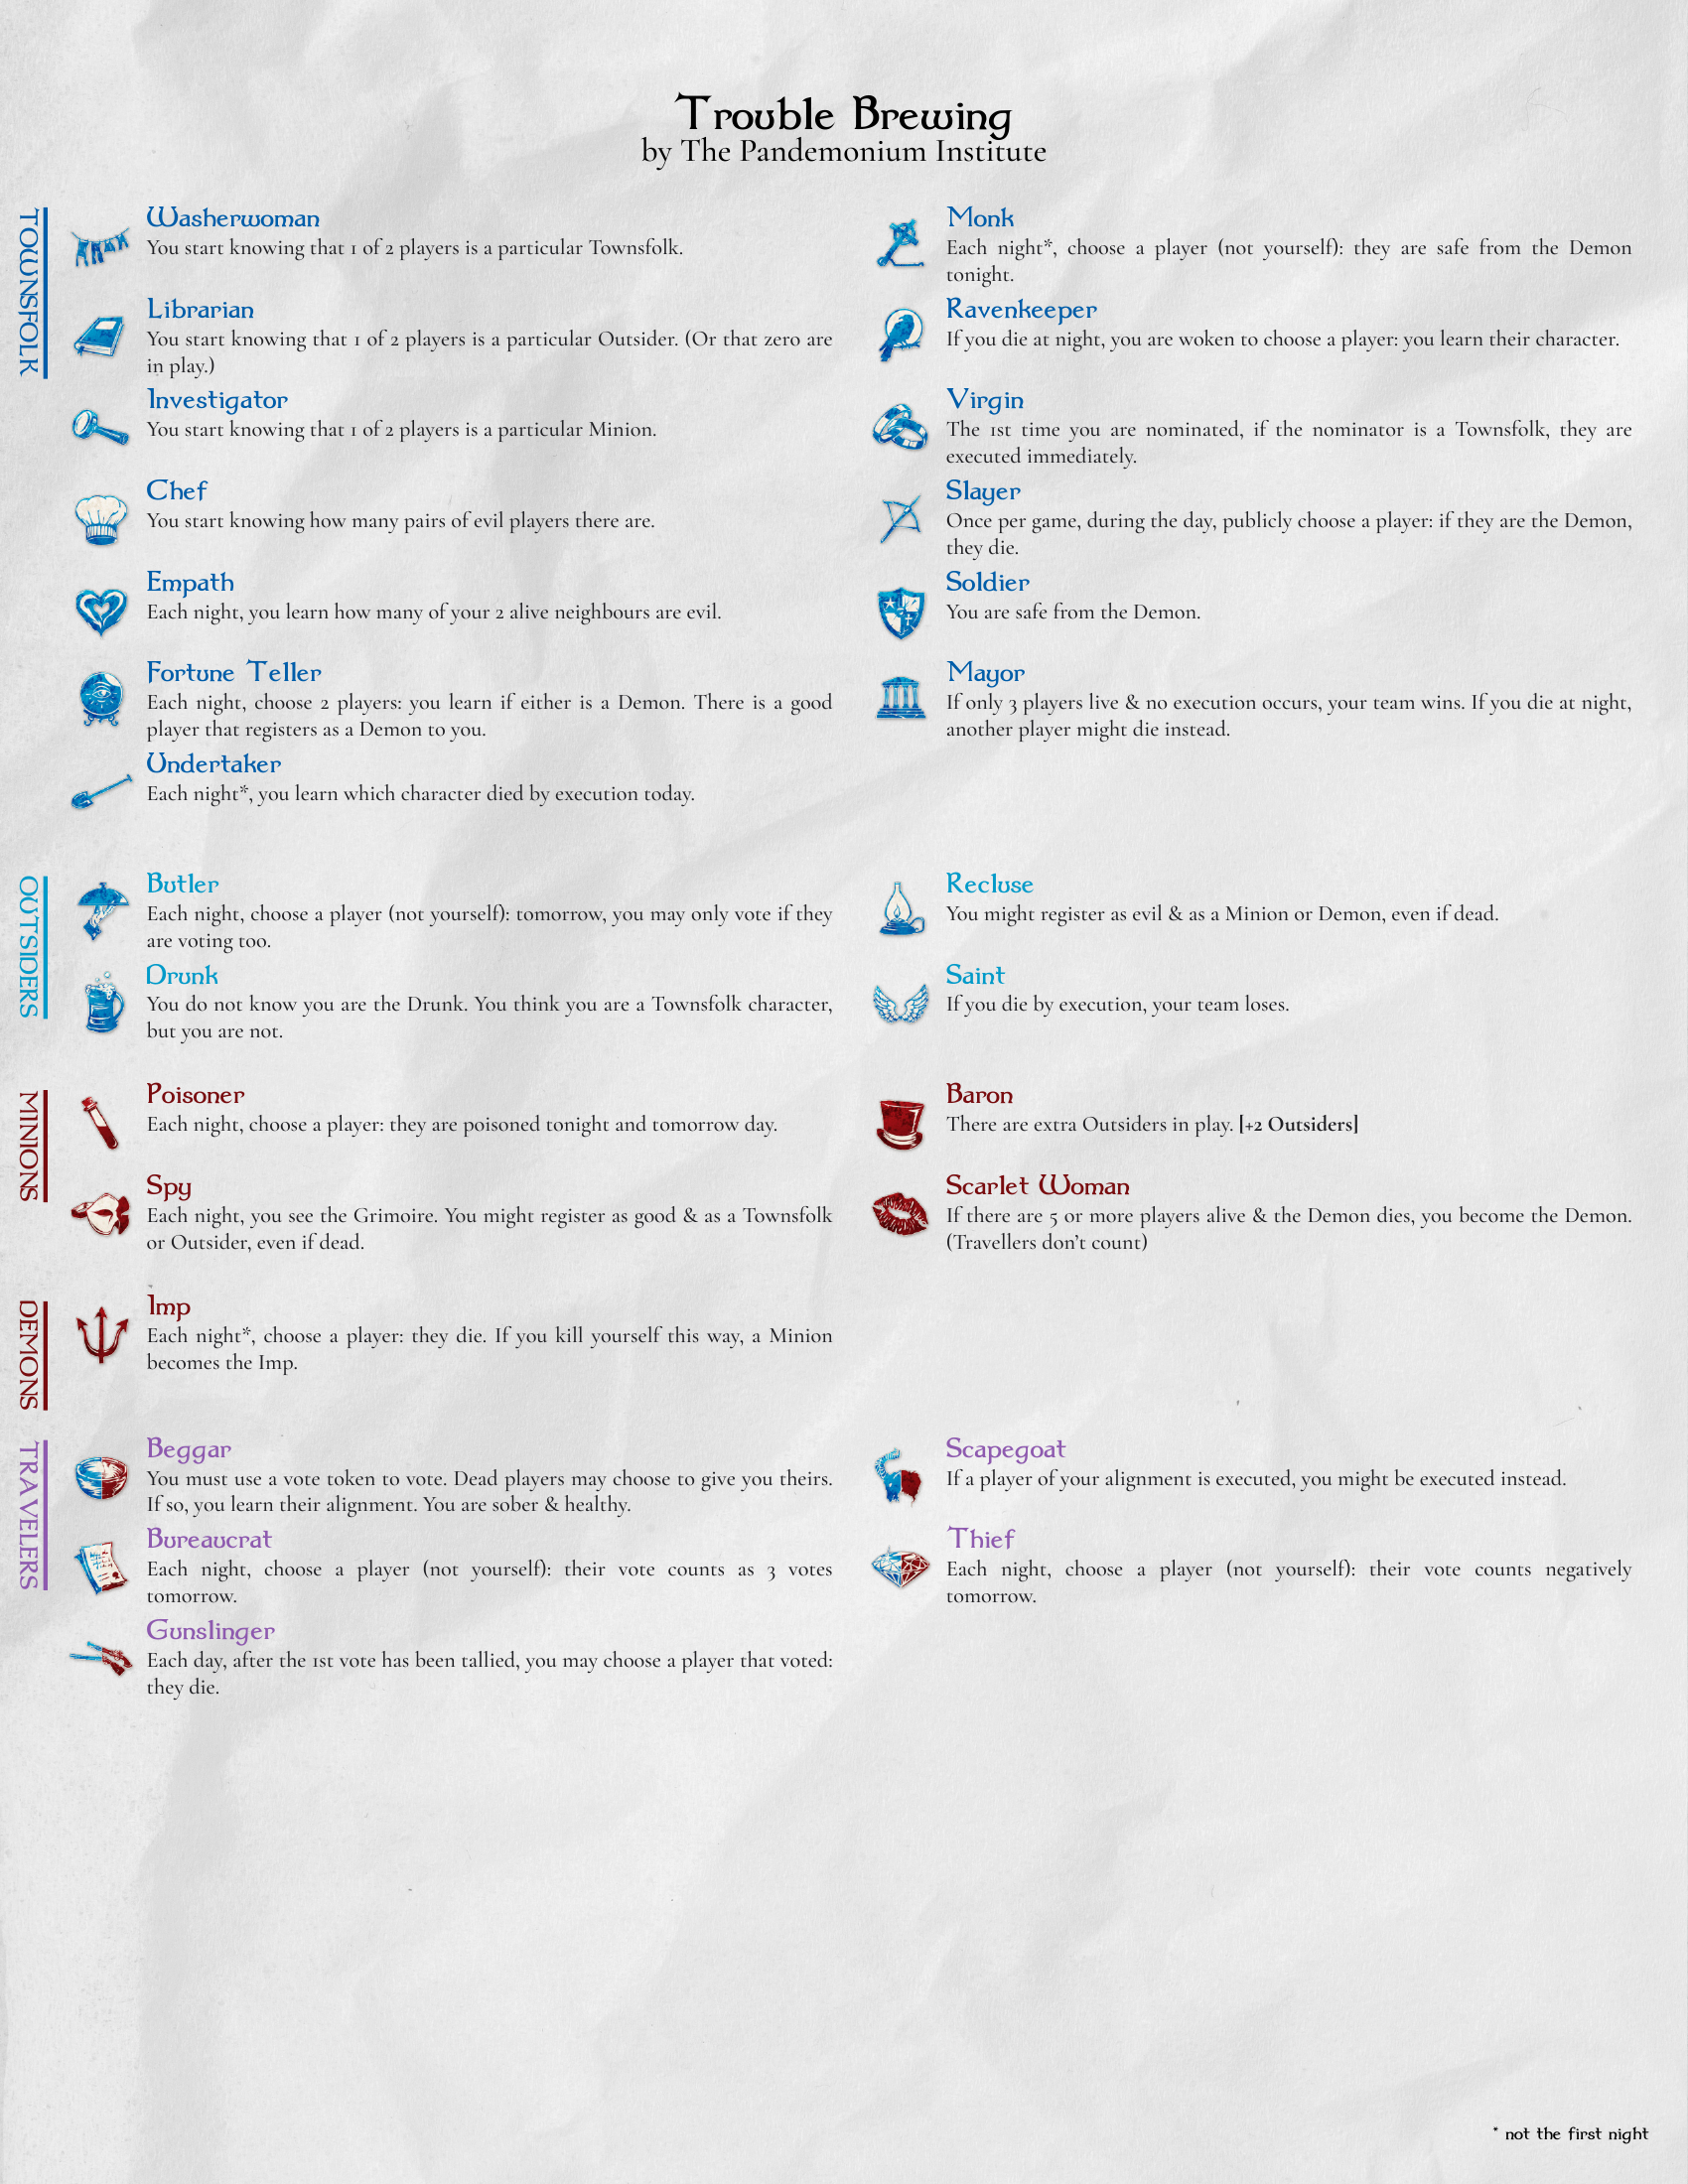 Trouble Brewing
by The Pandemonium Institute
TOWNSFOLK
Washerwoman
You start knowing that 1 of 2 players is a particular Townsfolk.
Librarian
You start knowing that 1 of 2 players is a particular Outsider. (Or that zero are
in play.)
Investigator
You start knowing that 1 of 2 players is a particular Minion.
Chef
You start knowing how many pairs of evil players there are.
Empath
Each night, you learn how many of your 2 alive neighbours are evil.
Fortune Teller
Each night, choose 2 players: you learn if either is a Demon. There is a good
player that registers as a Demon to you.
Undertaker
Each night*, you learn which character died by execution today.
Monk
Each night*, choose a player (not yourself): they are safe from the Demon
tonight.
Ravenkeeper
If you die at night, you are woken to choose a player: you learn their character.
Virgin
The 1st time you are nominated, if the nominator is a Townsfolk, they are
executed immediately.
Slayer
Once per game, during the day, publicly choose a player: if they are the Demon,
they die.
Soldier
You are safe from the Demon.
Mayor
If only 3 players live & no execution occurs, your team wins. If you die at night,
another player might die instead.
OUTSIDERS
Butler
Each night, choose a player (not yourself): tomorrow, you may only vote if they
are voting too.
Drunk
You do not know you are the Drunk. You think you are a Townsfolk character,
but you are not.
Recluse
You might register as evil & as a Minion or Demon, even if dead.
Saint
If you die by execution, your team loses.
MINIONS
Poisoner
Each night, choose a player: they are poisoned tonight and tomorrow day.
Spy
Each night, you see the Grimoire. You might register as good & as a Townsfolk
or Outsider, even if dead.
Baron
There are extra Outsiders in play. [+2 Outsiders]
Scarlet Woman
If there are 5 or more players alive & the Demon dies, you become the Demon.
(Travellers don't count)
DEMONS
Imp
Each night*, choose a player: they die. If you kill yourself this way, a Minion
becomes the Imp.
TRAVELERS
Beggar
You must use a vote token to vote. Dead players may choose to give you theirs.
If so, you learn their alignment. You are sober & healthy.
Bureaucrat
Each night, choose a player (not yourself): their vote counts as 3 votes
tomorrow.
Gunslinger
Each day, after the 1st vote has been tallied, you may choose a player that voted:
they die.
Scapegoat
If a player of your alignment is executed, you might be executed instead.
Thief
Each night, choose a player (not yourself): their vote counts negatively
tomorrow.
* not the first night